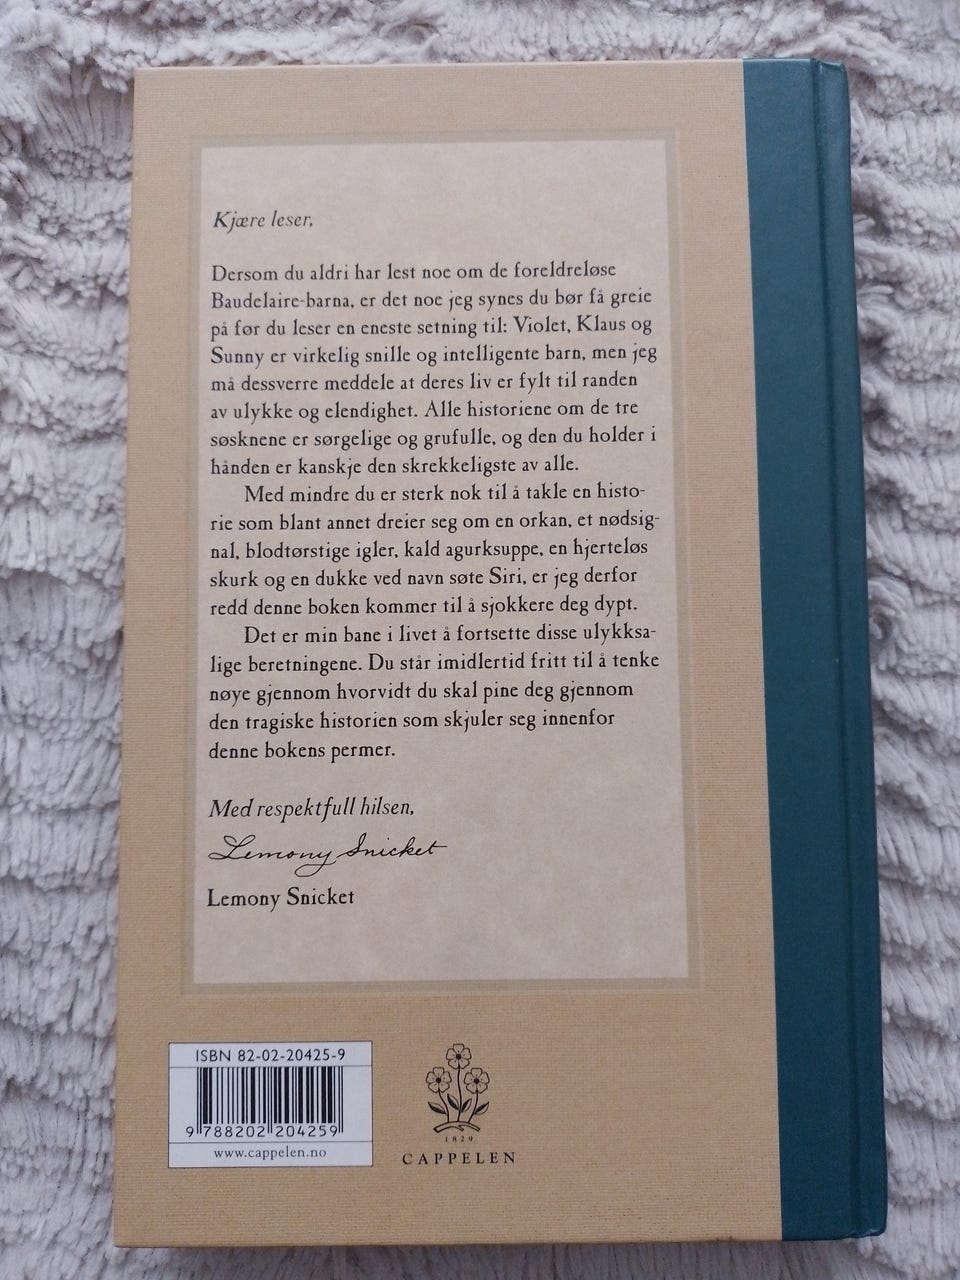 Kjære leser,
Dersom du aldri har lest noe om de foreldreløse
Baudelaire-barna, er det noe jeg synes du bør få greie
på før du leser en eneste setning til: Violet, Klaus og
Sunny er virkelig snille og intelligente barn, men jeg
må dessverre meddele at deres liv er fylt til randen
av ulykke og elendighet. Alle historiene om de tre
søsknene er sørgelige og grufulle, og den du holder i
hånden er kanskje den skrekkeligste av alle.
Med mindre du er sterk nok til å takle en histo-
rie som blant annet dreier seg om en orkan, et nødsig-
nal, blodtørstige igler, kald agurksuppe, en hjerteløs
skurk og en dukke ved navn søte Siri, er jeg derfor
redd denne boken kommer til å sjokkere deg dypt.
Det er min bane i livet å fortsette disse ulykksa-
lige beretningene. Du står imidlertid fritt til å tenke
nøye gjennom hvorvidt du skal pine deg gjennom
den tragiske historien som skjuler seg innenfor
denne bokens permer.
Med respektfull hilsen,
Lemony Snicket
Lemony Snicket
ISBN 82-02-20425-9
9 788202 204259
www.cappelen.no
1829
CAPPELEN